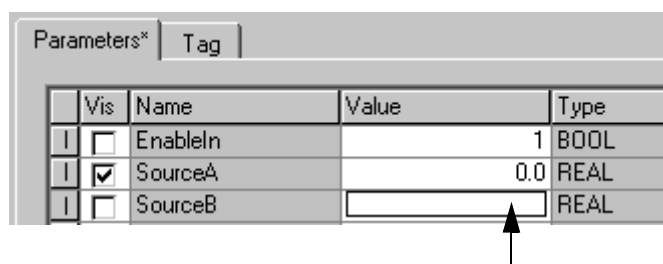 Parameters* Tag
Vis Name Value Type
I EnableIn 1 BOOL
I SourceA 0.0 REAL
I SourceB REAL